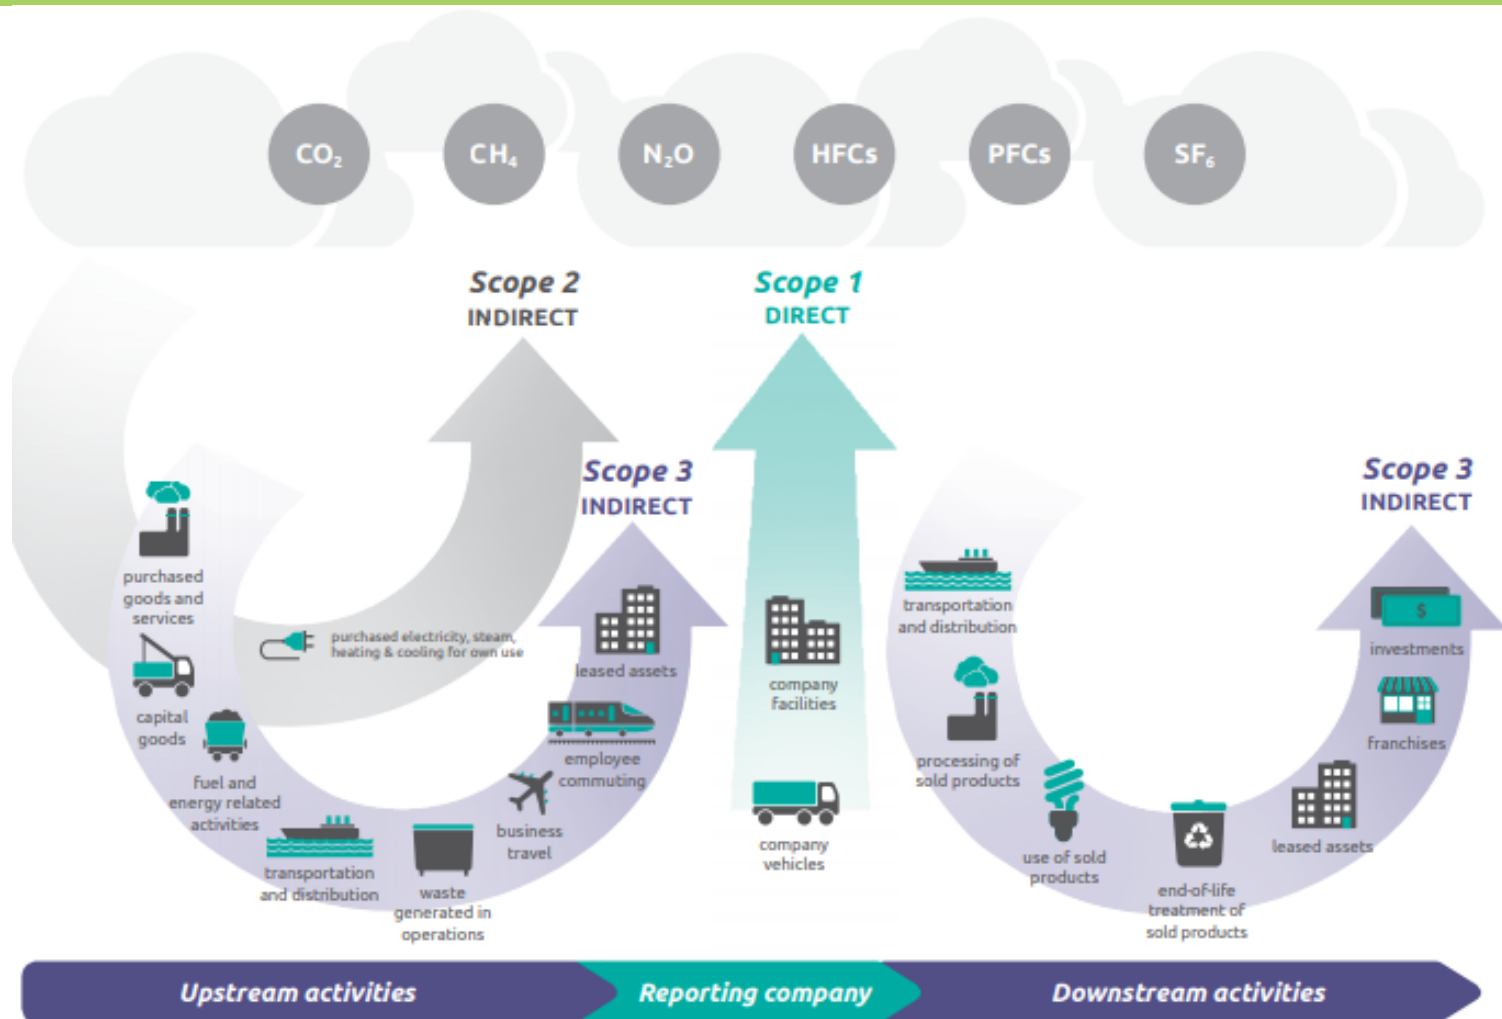 CO₂
CH₄
N₂O
HFCs
PFCs
SF₆
Scope 2
INDIRECT
Scope 1
DIRECT
Scope 3
INDIRECT
Scope 3
INDIRECT
purchased
goods and
services
capital
goods
fuel and
energy related
activities
transportation
and distribution
waste
generated in
operations
business
travel
employee
commuting
leased assets
purchased electricity, steam,
heating & cooling for own use
company
facilities
company
vehicles
transportation
and distribution
processing of
sold products
use of sold
products
end-of-life
treatment of
sold products
leased assets
franchises
investments
$
Upstream activities
Reporting company
Downstream activities